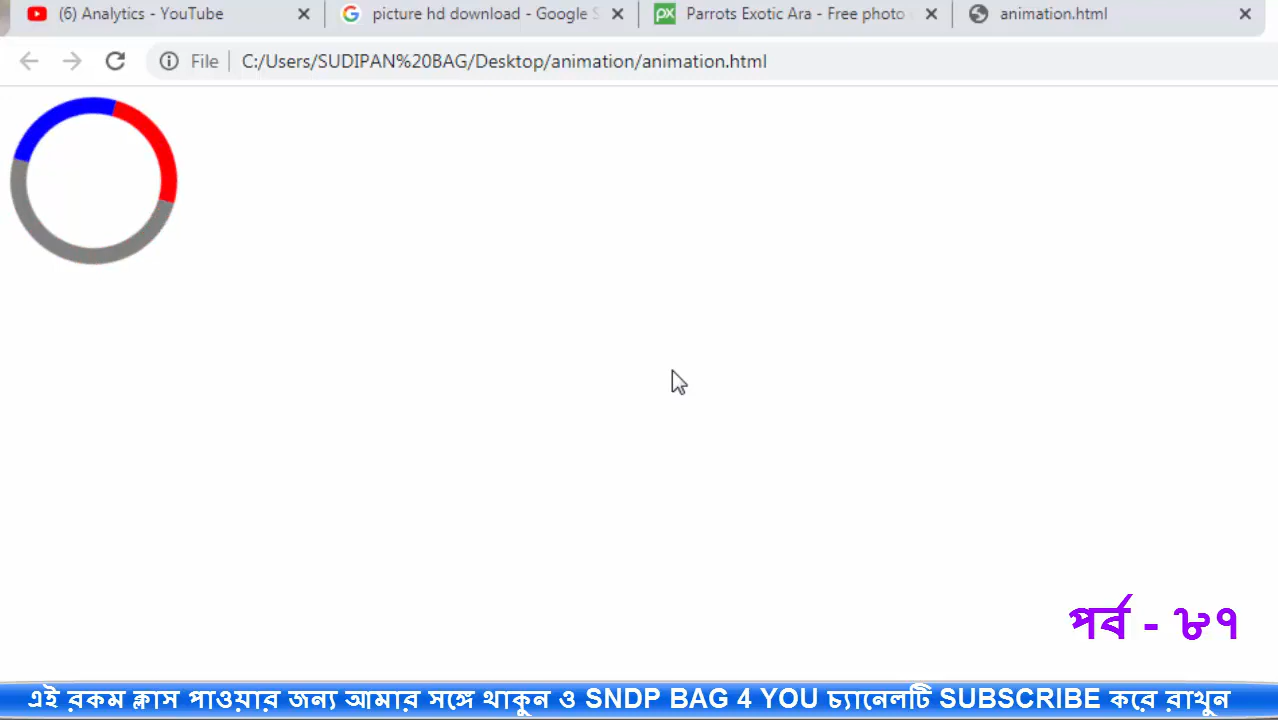 (6) Analytics - YouTube
picture hd download - Google S
Parrots Exotic Ara - Free photo
animation.html
File
C:/Users/SUDIPAN%20BAG/Desktop/animation/animation.html
পর্ব - ৮১
এই রকম ক্লাস পাওয়ার জন্য আমার সঙ্গে থাকুন ও SNDP BAG 4 YOU চ্যানেলটি SUBSCRIBE করে রাখুন